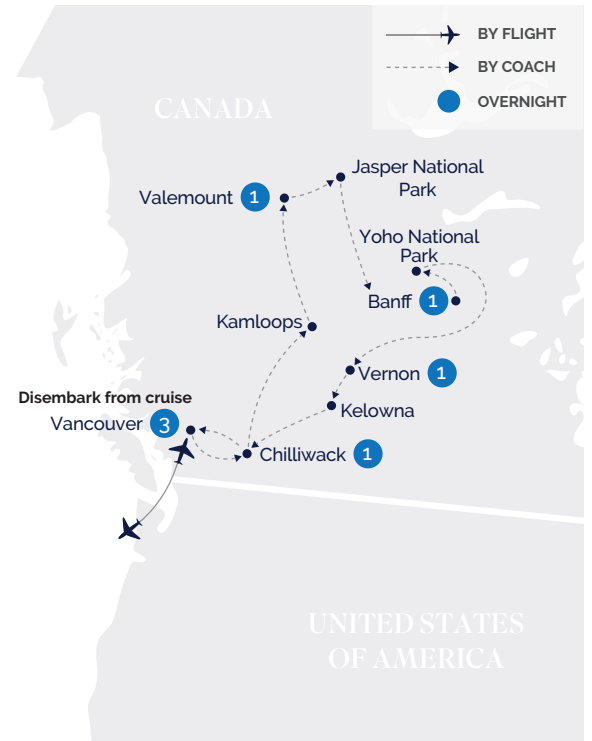 BY FLIGHT
BY COACH
OVERNIGHT
CANADA
Jasper National
Park
Valemount 1
Yoho National
Park
Banff 1
Kamloops
Vernon 1
Kelowna
Disembark from cruise
Vancouver 3
Chilliwack 1
UNITED STATES
OF AMERICA